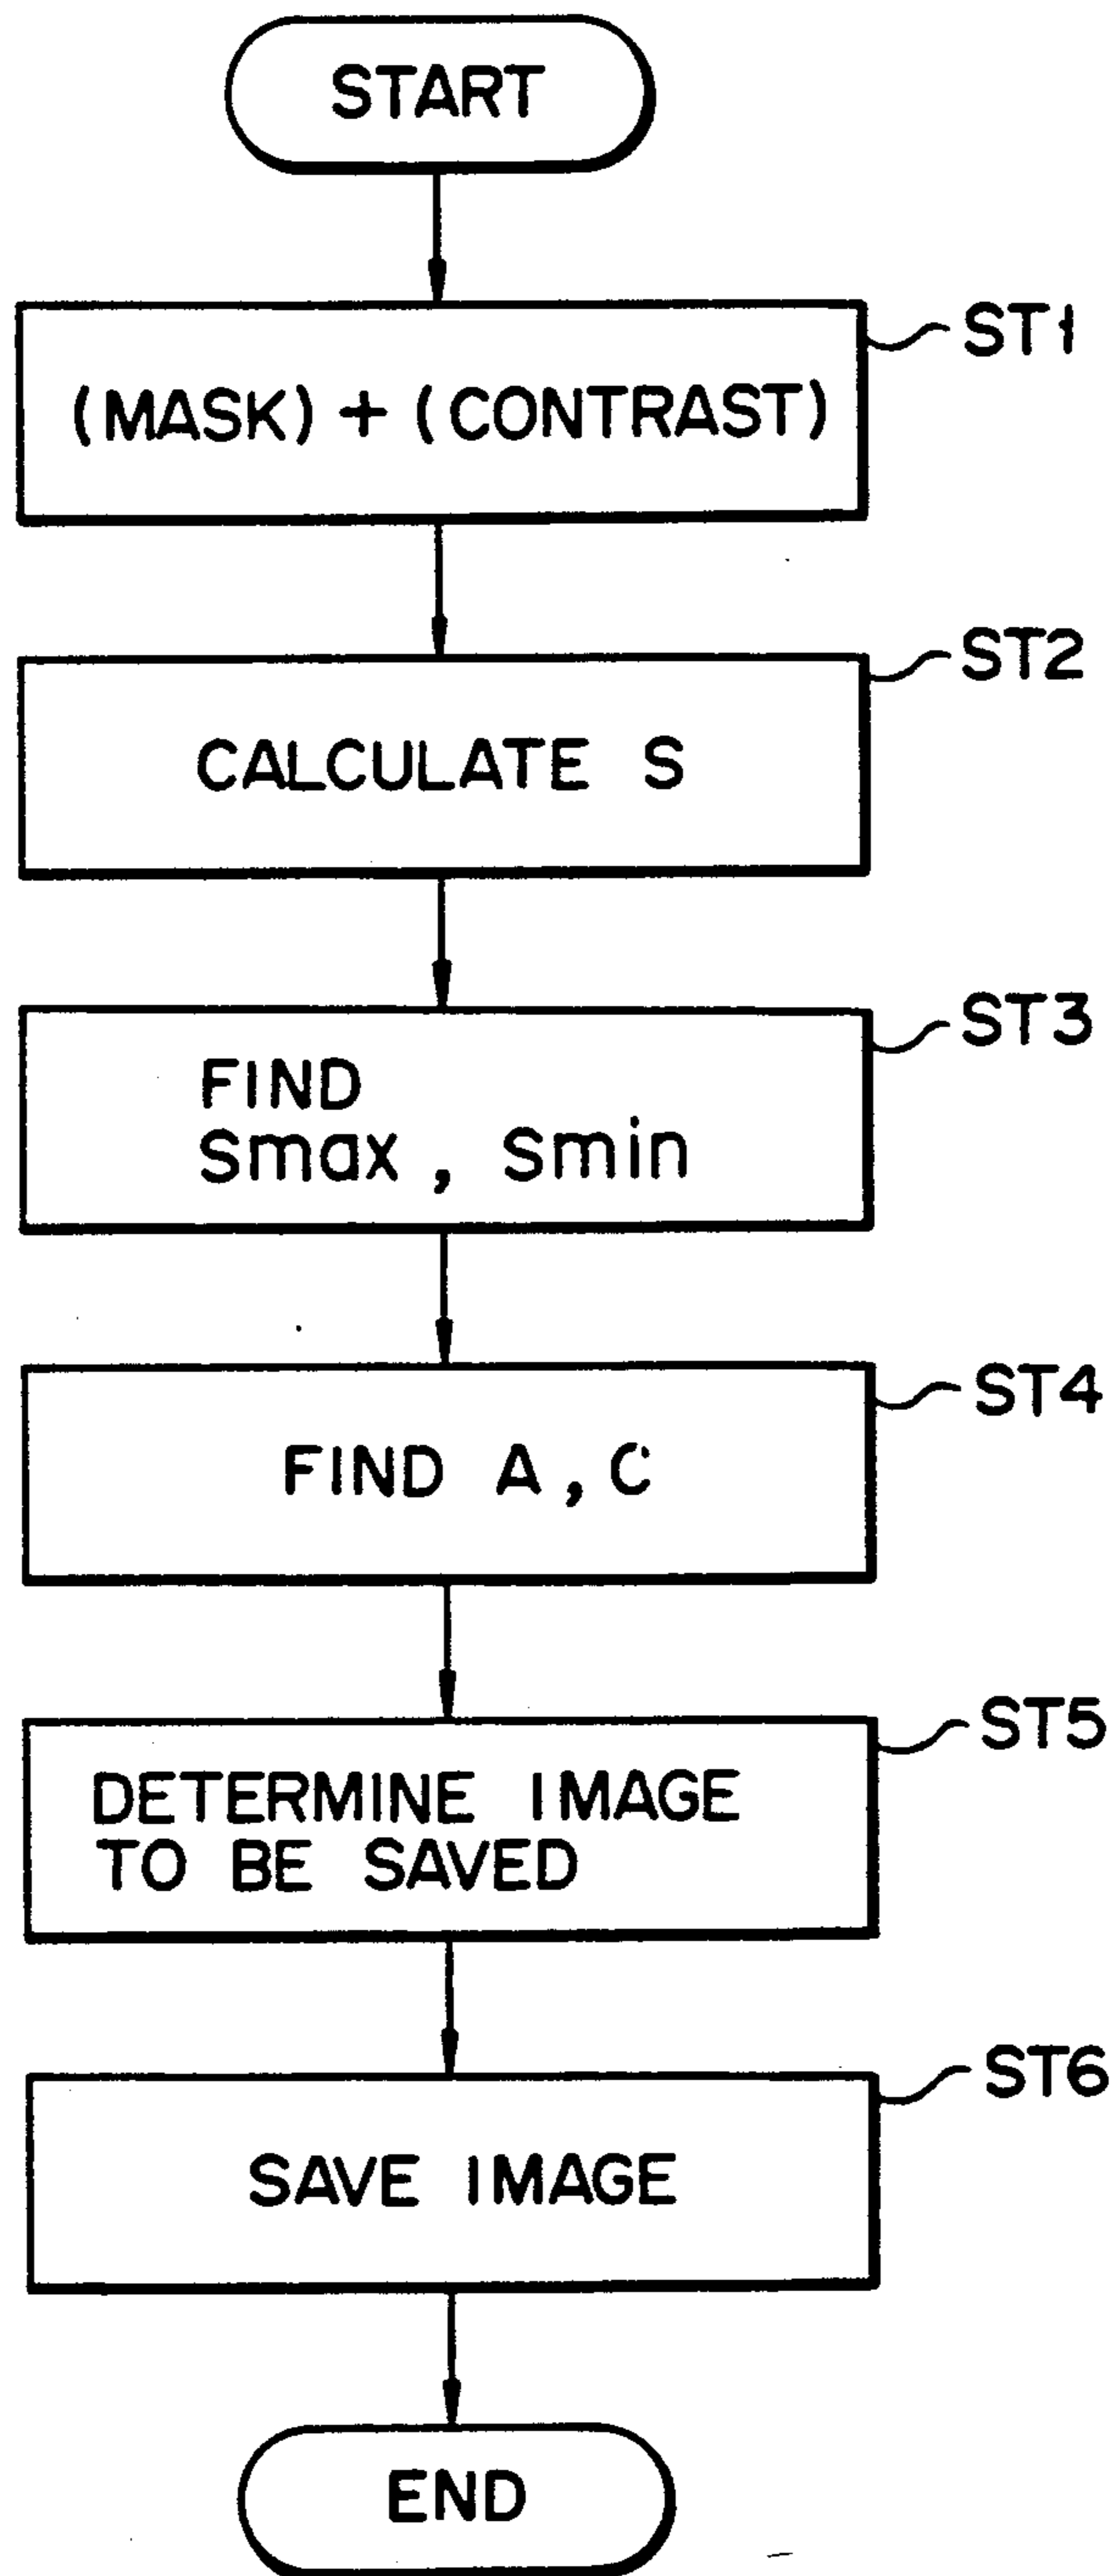 START
ST1
(MASK) + (CONTRAST)
ST2
CALCULATE S
ST3
FIND
Smax, Smin
ST4
FIND A, C
ST5
DETERMINE IMAGE
TO BE SAVED
ST6
SAVE IMAGE
END